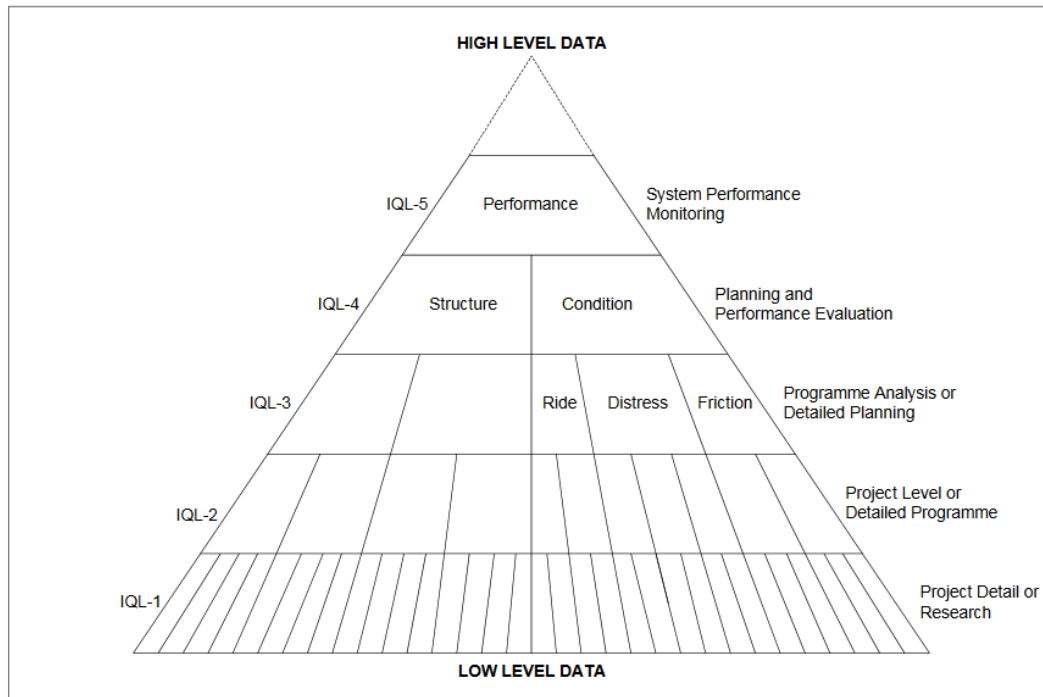 HIGH LEVEL DATA
IQL-5
Performance
System Performance
Monitoring
IQL-4
Structure
Condition
Planning and
Performance Evaluation
IQL-3
Ride
Distress
Friction
Programme Analysis or
Detailed Planning
IQL-2
Project Level or
Detailed Programme
IQL-1
Project Detail or
Research
LOW LEVEL DATA